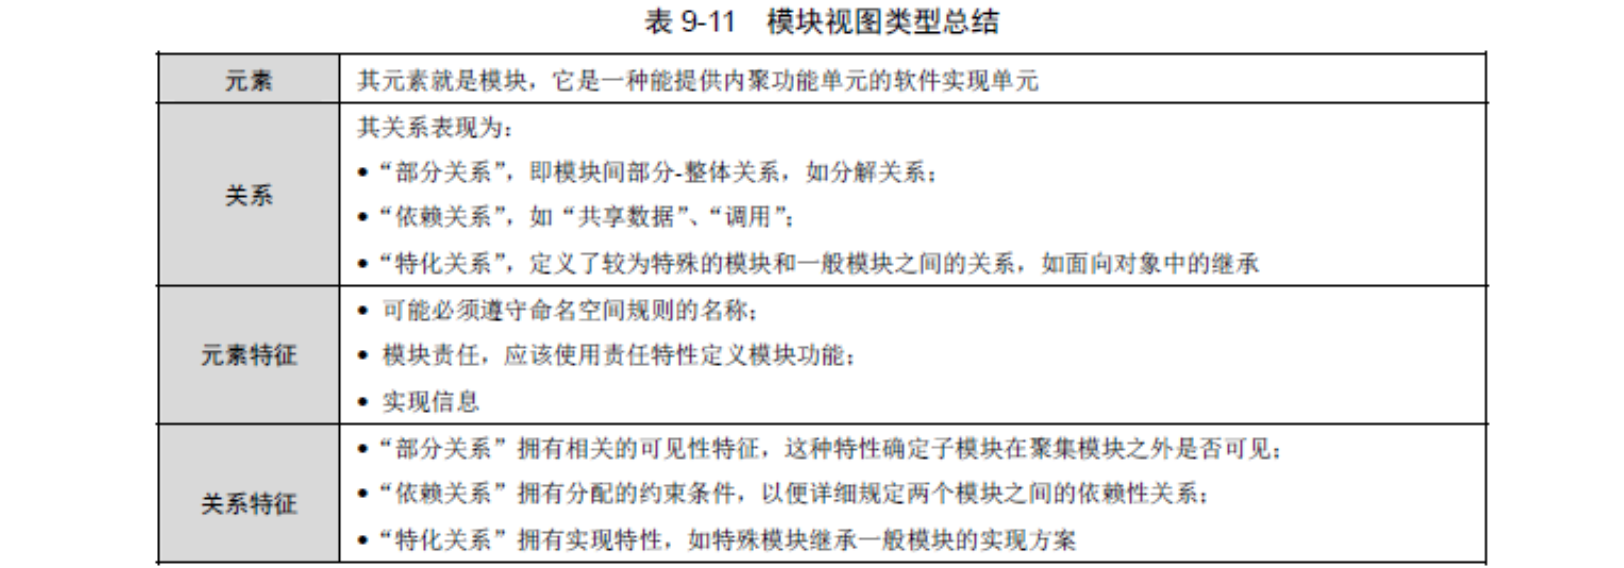 表 9-11 模块视图类型总结
元素
其元素就是模块，它是一种能提供内聚功能单元的软件实现单元
关系
其关系表现为：
• “部分关系”，即模块间部分-整体关系，如分解关系；
• “依赖关系”，如“共享数据”、“调用”；
• “特化关系”，定义了较为特殊的模块和一般模块之间的关系，如面向对象中的继承
元素特征
• 可能必须遵守命名空间规则的名称；
• 模块责任，应该使用责任特性定义模块功能；
• 实现信息
关系特征
• “部分关系”拥有相关的可见性特征，这种特性确定子模块在聚集模块之外是否可见；
• “依赖关系”拥有分配的约束条件，以便详细规定两个模块之间的依赖性关系；
• “特化关系”拥有实现特性，如特殊模块继承一般模块的实现方案